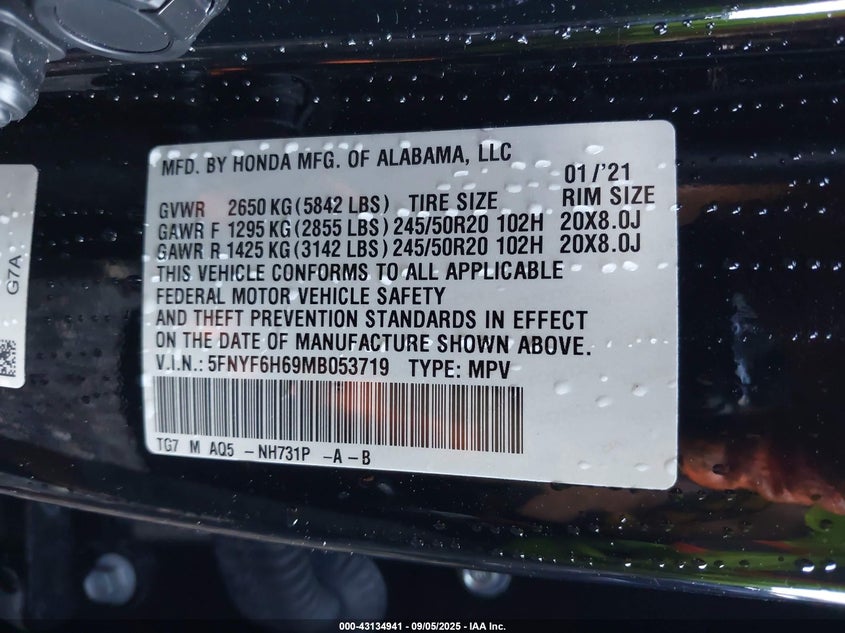 MFD. BY HONDA MFG. OF ALABAMA, LLC
01/'21
GVWR 2650 KG (5842 LBS) TIRE SIZE RIM SIZE
GAWR F 1295 KG (2855 LBS) 245/50R20 102H 20X8.0J
GAWR R 1425 KG (3142 LBS) 245/50R20 102H 20X8.0J
THIS VEHICLE CONFORMS TO ALL APPLICABLE
FEDERAL MOTOR VEHICLE SAFETY
AND THEFT PREVENTION STANDARDS IN EFFECT
ON THE DATE OF MANUFACTURE SHOWN ABOVE.
V.I.N.: 5FNYF6H69MB053719 TYPE: MPV
TG7 M AQ5 -NH731P -A-B
G7A
000-43134941 - 09/05/2025 - IAA Inc.